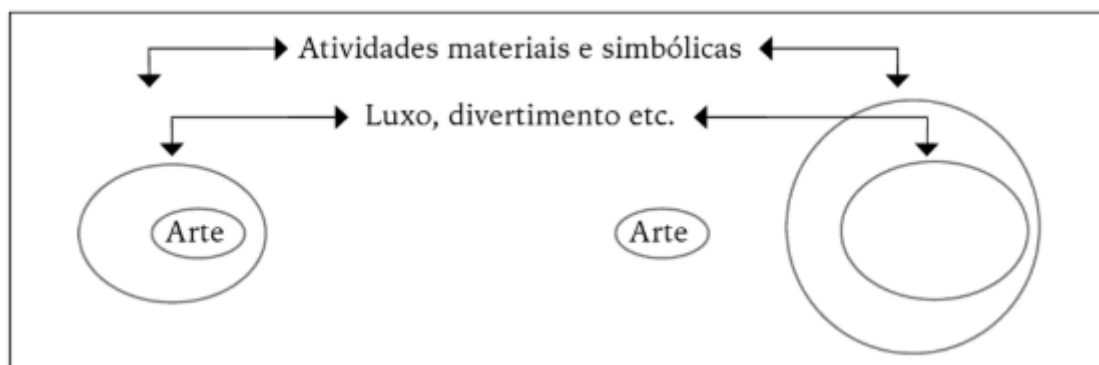 Atividades materiais e simbólicas
Luxo, divertimento etc.
Arte
Arte